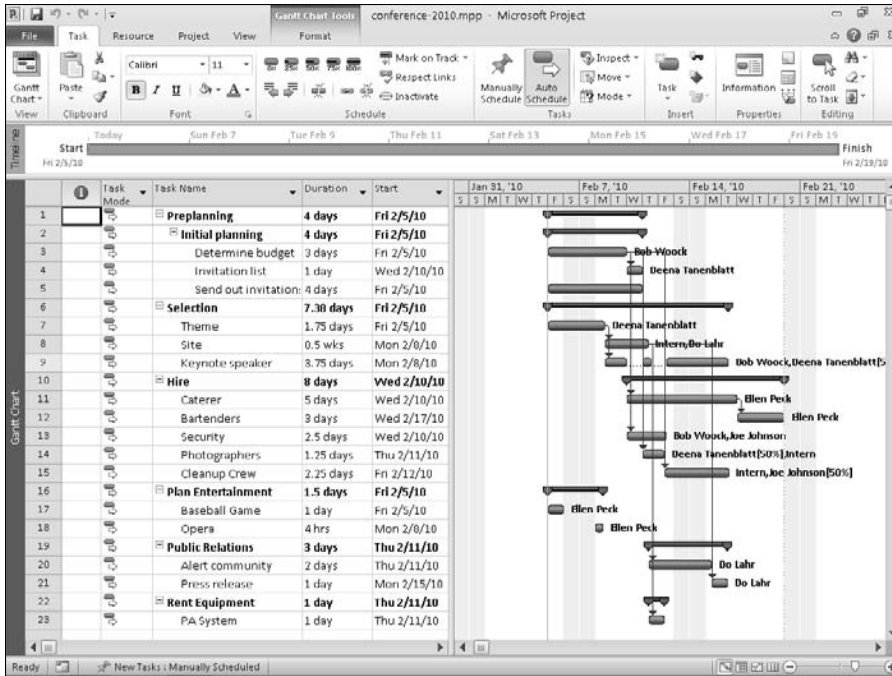 Gantt Chart Tools conference-2010.mpp - Microsoft Project
File Task Resource Project View Format
Gantt Chart Paste Calibri 11 Mark on Track Inspect
B I U A Respect Links Manually Schedule Auto Schedule Move Task Information Scroll to Task
Inactivate Mode
View Clipboard Font Schedule Tasks Insert Properties Editing
Timeline Today Sun Feb 7 Tue Feb 9 Thu Feb 11 Sat Feb 13 Mon Feb 15 Wed Feb 17 Fri Feb 19
Start Finish
Fri 2/5/10 Fri 2/19/10
Task Mode Task Name Duration Start Jan 31, '10 Feb 7, '10 Feb 14, '10 Feb 21, '10
S S M T W T F S S M T W T F S S M T W T F S S M T W T
1 Preplanning 4 days Fri 2/5/10
2 Initial planning 4 days Fri 2/5/10
3 Determine budget 3 days Fri 2/5/10 Bob Woock
4 Invitation list 1 day Wed 2/10/10 Deena Tanenblatt
5 Send out invitation: 4 days Fri 2/5/10
6 Selection 7.38 days Fri 2/5/10
7 Theme 1.75 days Fri 2/5/10 Deena Tanenblatt
8 Site 0.5 wks Mon 2/8/10 Intern,Do Lahr
9 Keynote speaker 3.75 days Mon 2/8/10 Bob Woock,Deena Tanenblatt[5
10 Hire 8 days Wed 2/10/10
11 Caterer 5 days Wed 2/10/10 Ellen Peck
12 Bartenders 3 days Wed 2/17/10 Ellen Peck
13 Security 2.5 days Wed 2/10/10 Bob Woock,Joe Johnson
14 Photographers 1.25 days Thu 2/11/10 Deena Tanenblatt[50%],Intern
15 Cleanup Crew 2.25 days Fri 2/12/10 Intern,Joe Johnson[50%]
16 Plan Entertainment 1.5 days Fri 2/5/10
17 Baseball Game 1 day Fri 2/5/10 Ellen Peck
18 Opera 4 hrs Mon 2/8/10 Ellen Peck
19 Public Relations 3 days Thu 2/11/10
20 Alert community 2 days Thu 2/11/10 Do Lahr
21 Press release 1 day Mon 2/15/10 Do Lahr
22 Rent Equipment 1 day Thu 2/11/10
23 PA System 1 day Thu 2/11/10
Gantt Chart
Ready New Tasks : Manually Scheduled